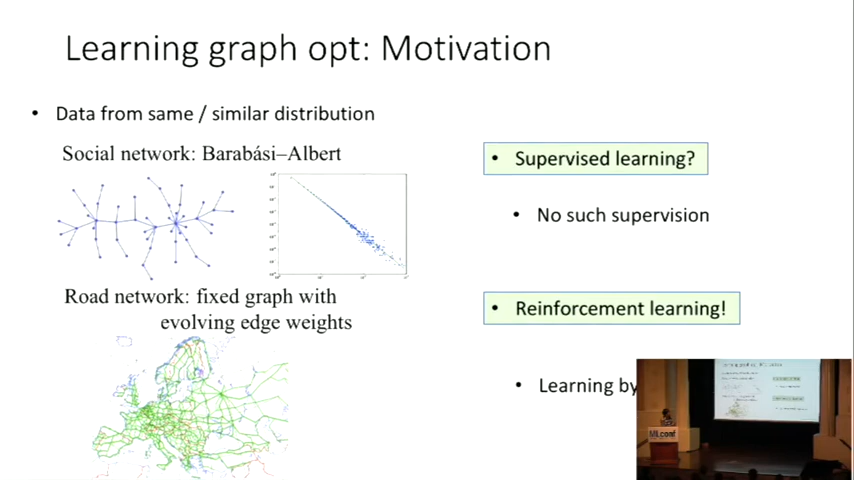 Learning graph opt: Motivation
• Data from same / similar distribution
Social network: Barabási–Albert
Road network: fixed graph with
evolving edge weights
• Supervised learning?
• No such supervision
• Reinforcement learning!
• Learning by
MLconf